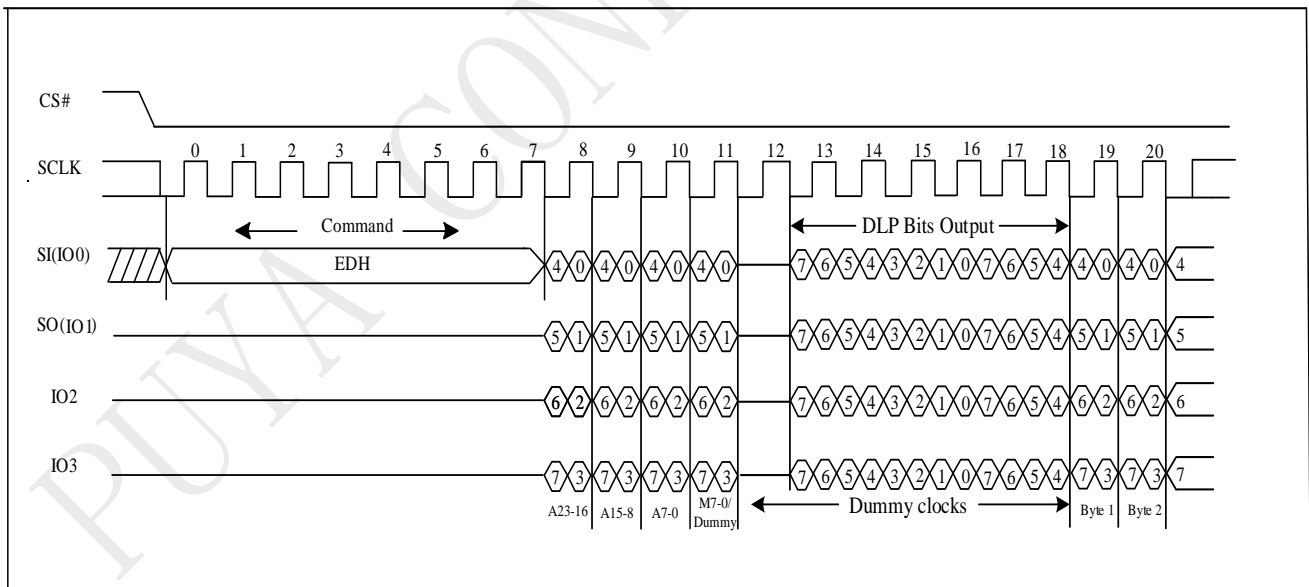 PUYA CON
CS#
0 1 2 3 4 5 6 7 8 9 10 11 12 13 14 15 16 17 18 19 20
SCLK
Command
DLP Bits Output
SI(IO0)
EDH
4 0 4 0 4 0 4 0 7 6 5 4 3 2 1 0 7 6 5 4 4 0 4 0 4
SO(IO1)
5 1 5 1 5 1 5 1 7 6 5 4 3 2 1 0 7 6 5 4 5 1 5 1 5
IO2
6 2 6 2 6 2 6 2 7 6 5 4 3 2 1 0 7 6 5 4 6 2 6 2 6
IO3
7 3 7 3 7 3 7 3 7 6 5 4 3 2 1 0 7 6 5 4 7 3 7 3 7
A23-16 A15-8 A7-0 M7-0/
Dummy
Dummy clocks
Byte 1 Byte 2